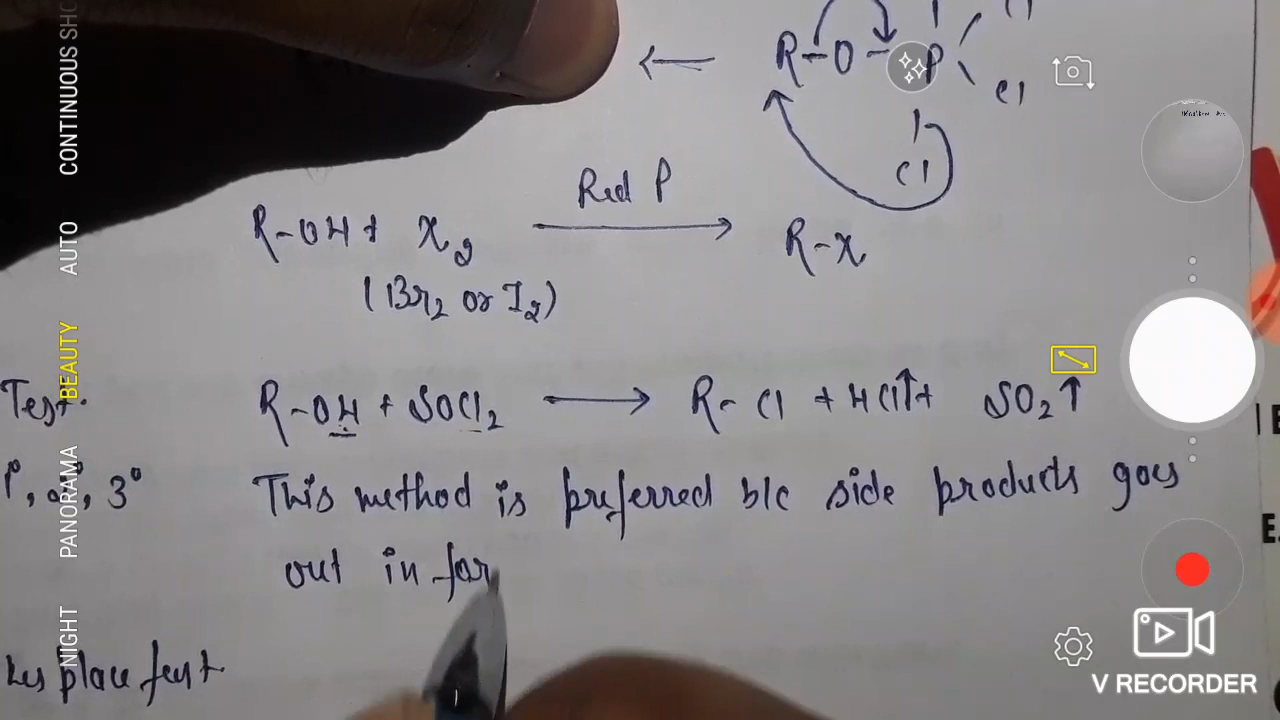 R-O-P
Cl
Cl
Red P
R-OH + X2 → R-X
(Br2 or I2)
Test.
R-OH + SOCl2 → R-Cl + HCl↑ + SO2↑
1°, 2°, 3°
This method is preferred b/c side products goes
out in for
test
CONTINUOUS SHO
AUTO
BEAUTY
PANORAMA
NIGHT
V RECORDER